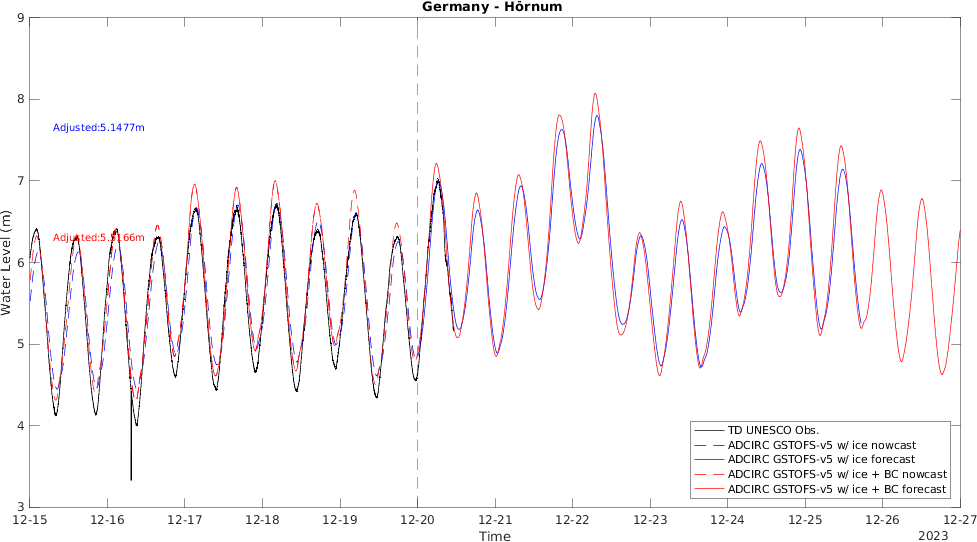 Germany - Hörnum
Water Level (m)
9
8
7
6
5
4
3
Adjusted:5.1477m
TD UNESCO Obs.
ADCIRC GSTOFS-v5 w/ ice nowcast
ADCIRC GSTOFS-v5 w/ ice forecast
ADCIRC GSTOFS-v5 w/ ice + BC nowcast
ADCIRC GSTOFS-v5 w/ ice + BC forecast
12-15 12-16 12-17 12-18 12-19 12-20 12-21 12-22 12-23 12-24 12-25 12-26 12-27
Time
2023